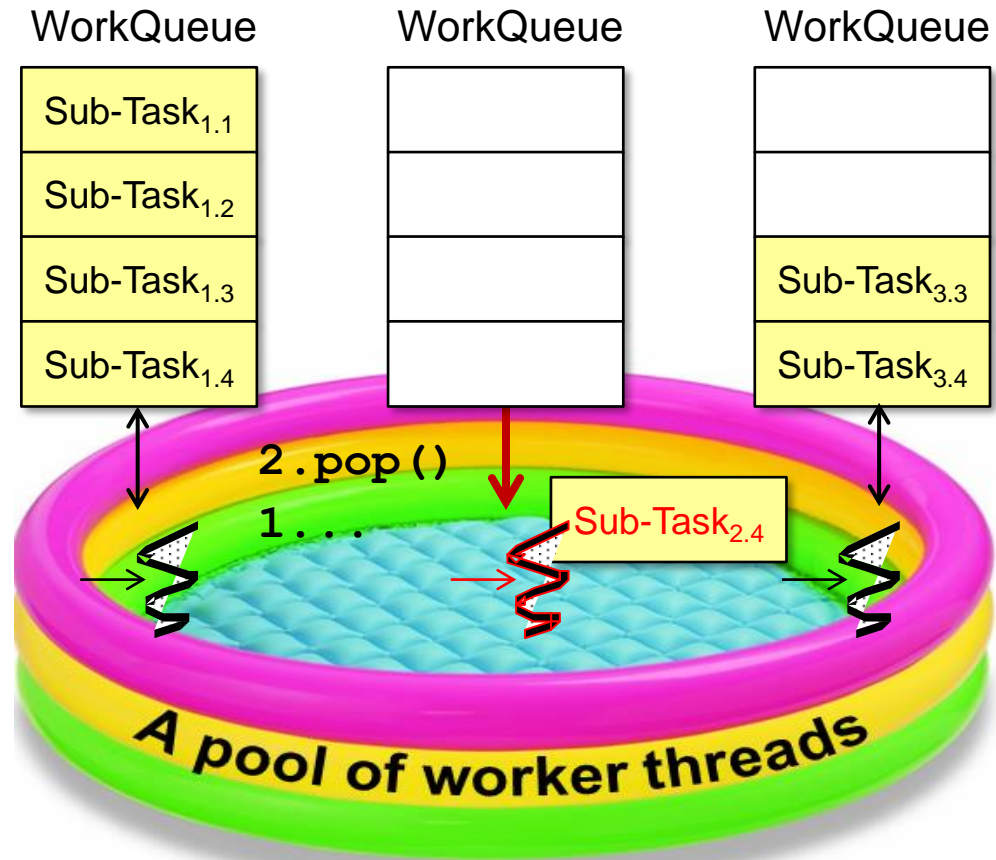 WorkQueue WorkQueue WorkQueue
Sub-Task1.1
Sub-Task1.2
Sub-Task1.3 Sub-Task3.3
Sub-Task1.4 Sub-Task3.4
2.pop()
1...
Sub-Task2.4
A pool of worker threads